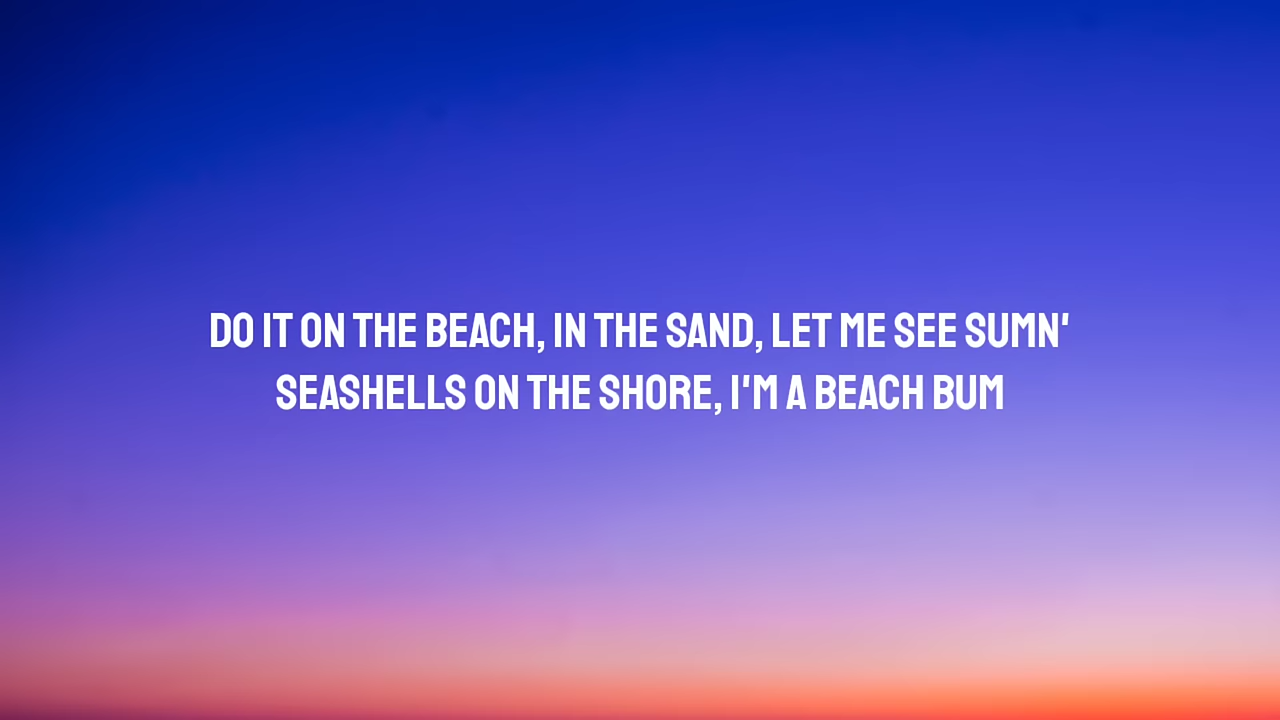 DO IT ON THE BEACH, IN THE SAND, LET ME SEE SUMN'
SEASHELLS ON THE SHORE, I'M A BEACH BUM